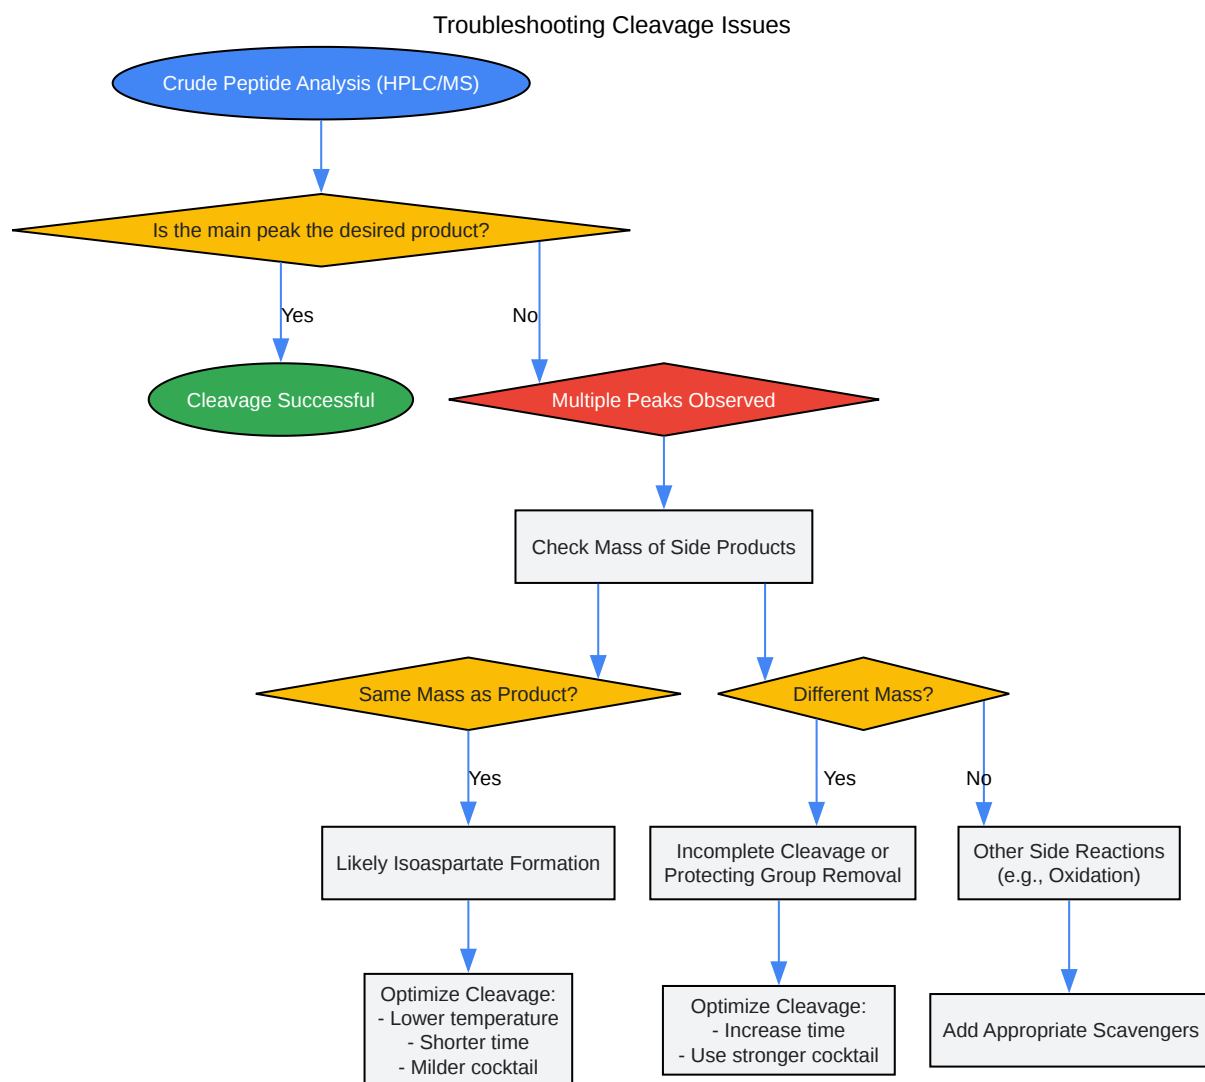 Troubleshooting Cleavage Issues
Crude Peptide Analysis (HPLC/MS)
Is the main peak the desired product?
Yes
No
Cleavage Successful
Multiple Peaks Observed
Check Mass of Side Products
Same Mass as Product?
Different Mass?
Yes
Yes
No
Likely Isoaspartate Formation
Incomplete Cleavage or
Protecting Group Removal
Other Side Reactions
(e.g., Oxidation)
Optimize Cleavage:
- Lower temperature
- Shorter time
- Milder cocktail
Optimize Cleavage:
- Increase time
- Use stronger cocktail
Add Appropriate Scavengers